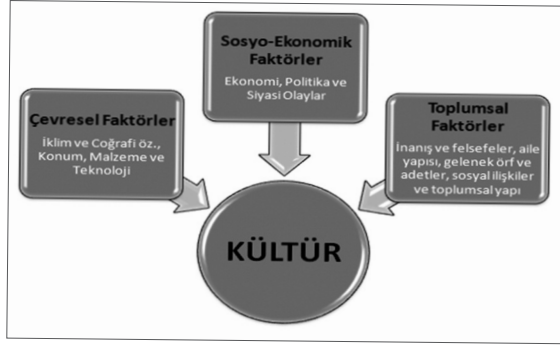 Sosyo-Ekonomik
Faktörler
Ekonomi, Politika ve
Siyasi Olaylar
Çevresel Faktörler
İklim ve Coğrafi öz.,
Konum, Malzeme ve
Teknoloji
Toplumsal
Faktörler
İnanış ve felsefeler, aile
yapısı, gelenek örf ve
adetler, sosyal ilişkiler
ve toplumsal yapı
KÜLTÜR